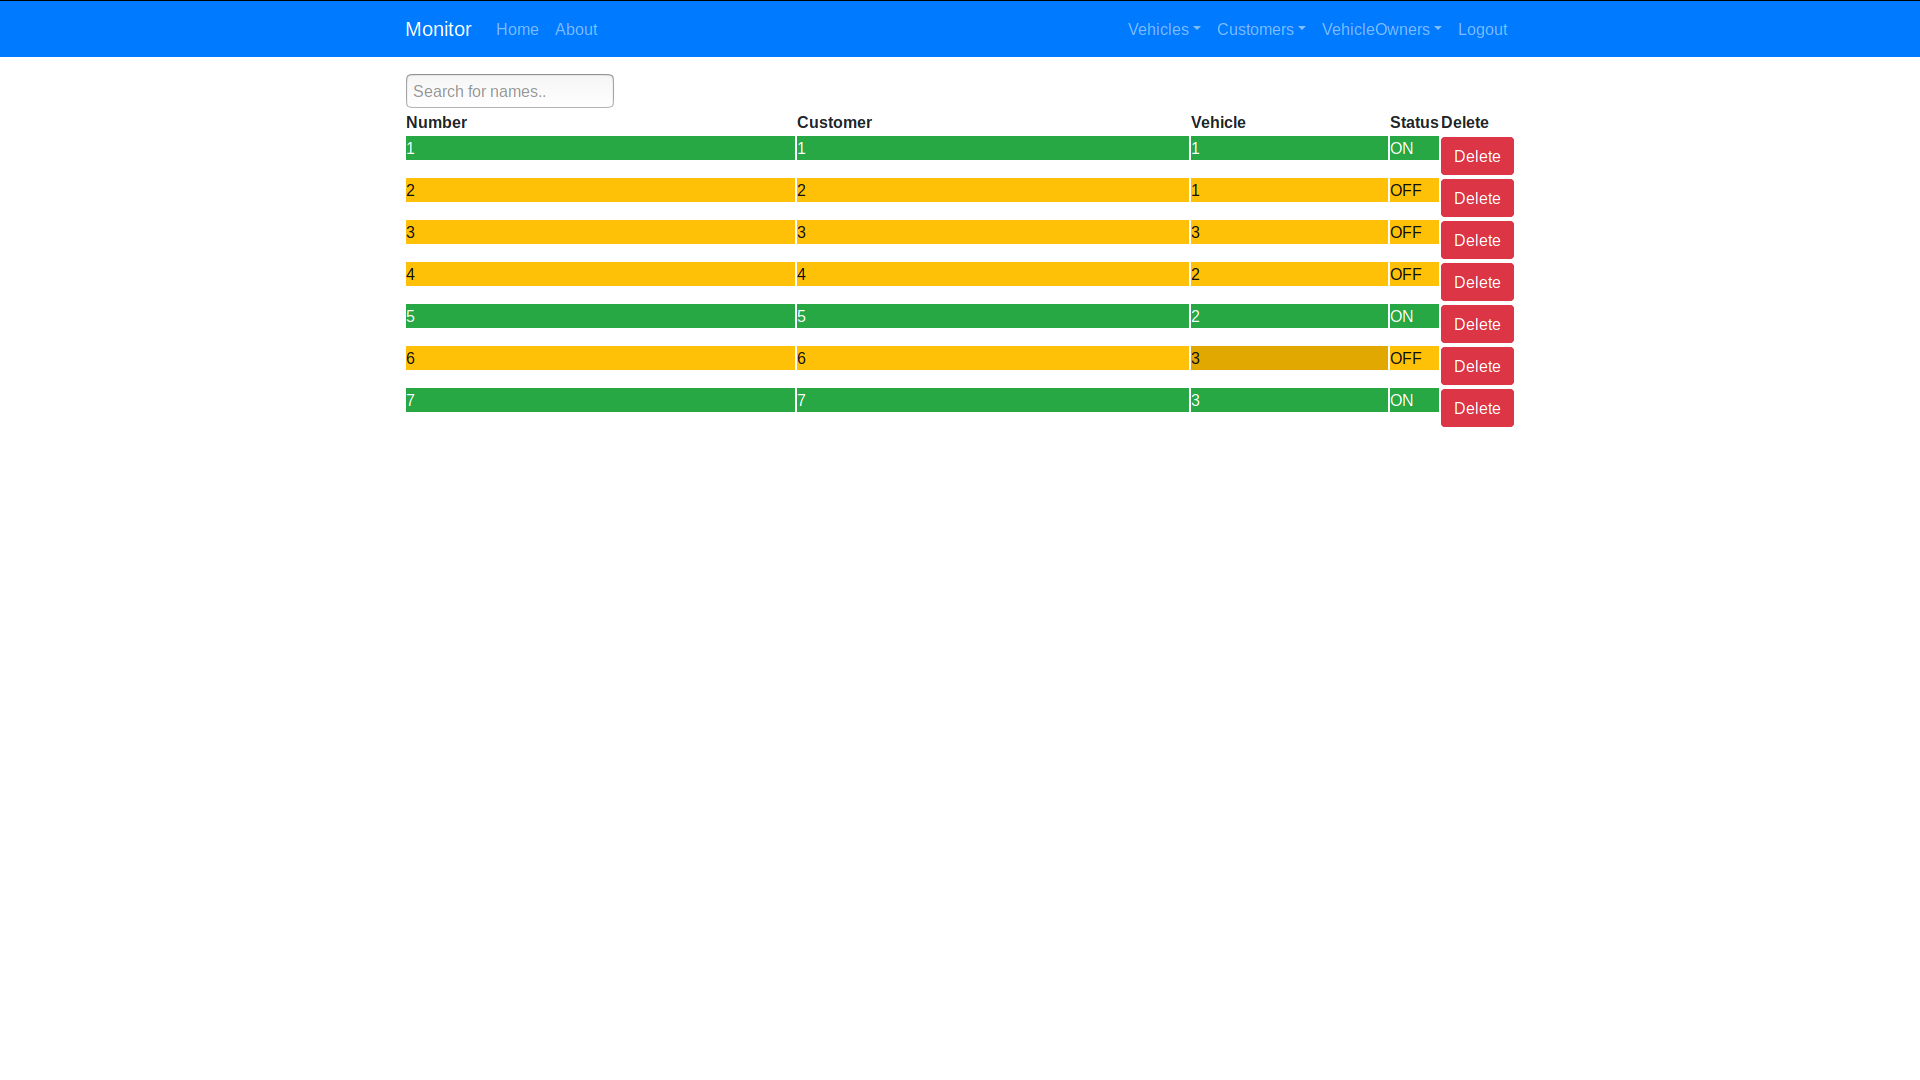 Monitor Home About Vehicles Customers VehicleOwners Logout
Search for names..
Number Customer Vehicle Status Delete
1 1 1 ON Delete
2 2 1 OFF Delete
3 3 3 OFF Delete
4 4 2 OFF Delete
5 5 2 ON Delete
6 6 3 OFF Delete
7 7 3 ON Delete